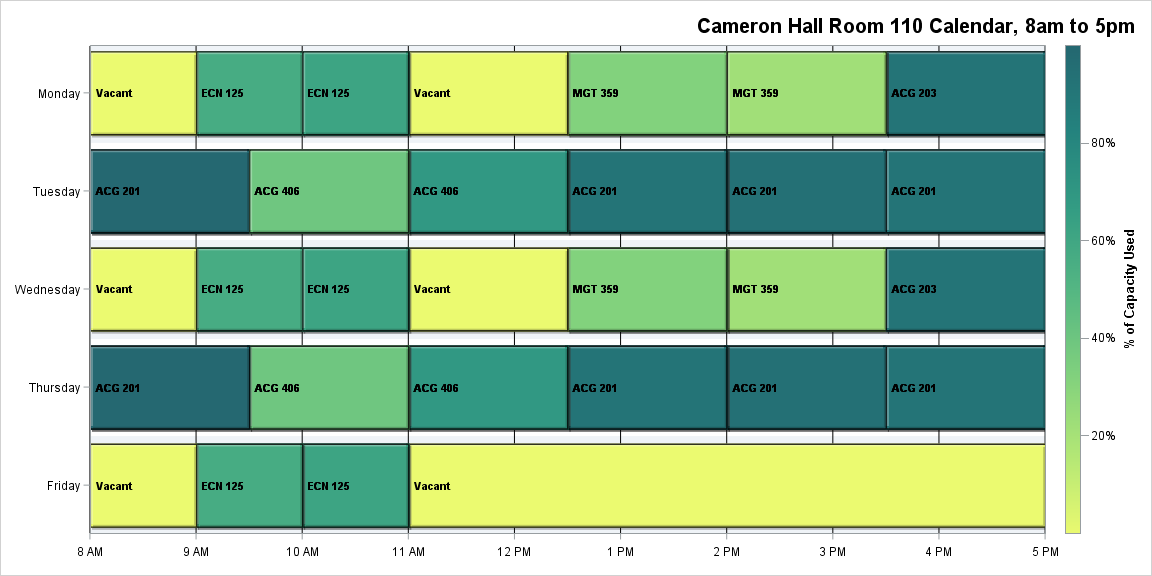 Cameron Hall Room 110 Calendar, 8am to 5pm
Monday
Vacant
ECN 125
ECN 125
Vacant
MGT 359
MGT 359
ACG 203
Tuesday
ACG 201
ACG 406
ACG 406
ACG 201
ACG 201
ACG 201
Wednesday
Vacant
ECN 125
ECN 125
Vacant
MGT 359
MGT 359
ACG 203
Thursday
ACG 201
ACG 406
ACG 406
ACG 201
ACG 201
ACG 201
Friday
Vacant
ECN 125
ECN 125
Vacant
8 AM
9 AM
10 AM
11 AM
12 PM
1 PM
2 PM
3 PM
4 PM
5 PM
80%
60%
40%
20%
% of Capacity Used